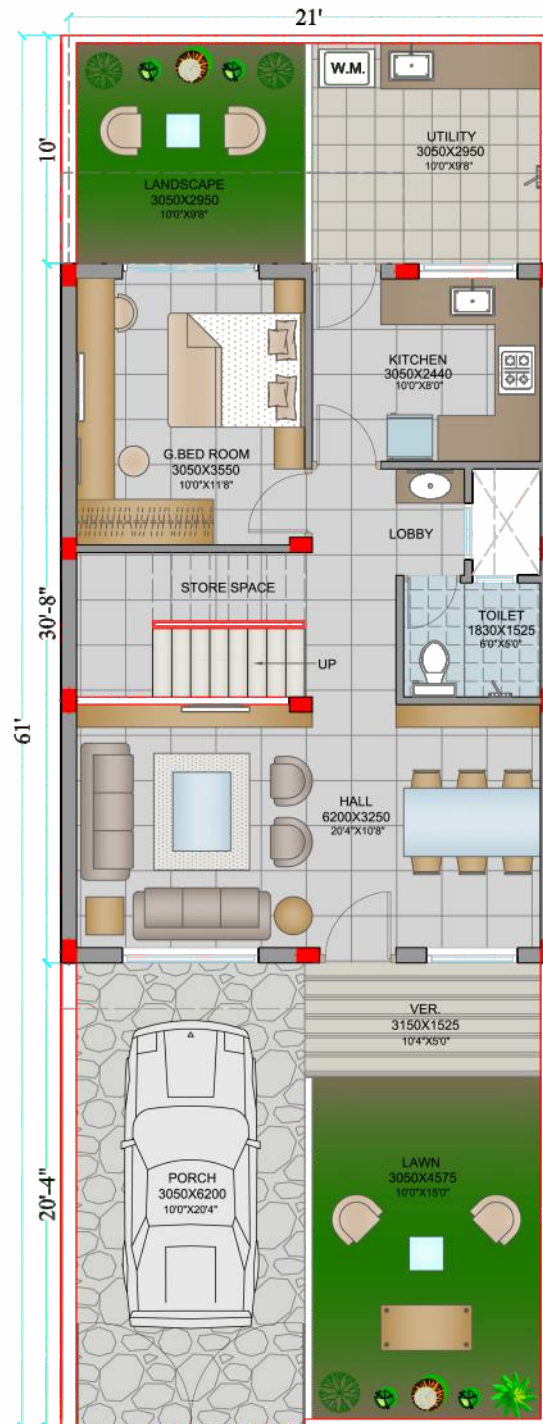 21'
W.M.
10'
UTILITY
3050X2950
10'0"X9'8"
LANDSCAPE
3050X2950
10'0"X9'8"
KITCHEN
3050X2440
10'0"X8'0"
G.BED ROOM
3050X3550
10'0"X11'8"
LOBBY
30'-8"
STORE SPACE
TOILET
1830X1525
6'0"X5'0"
UP
61'
HALL
6200X3250
20'4"X10'8"
VER.
3150X1525
10'4"X5'0"
20'-4"
PORCH
3050X6200
10'0"X20'4"
LAWN
3050X4575
10'0"X15'0"